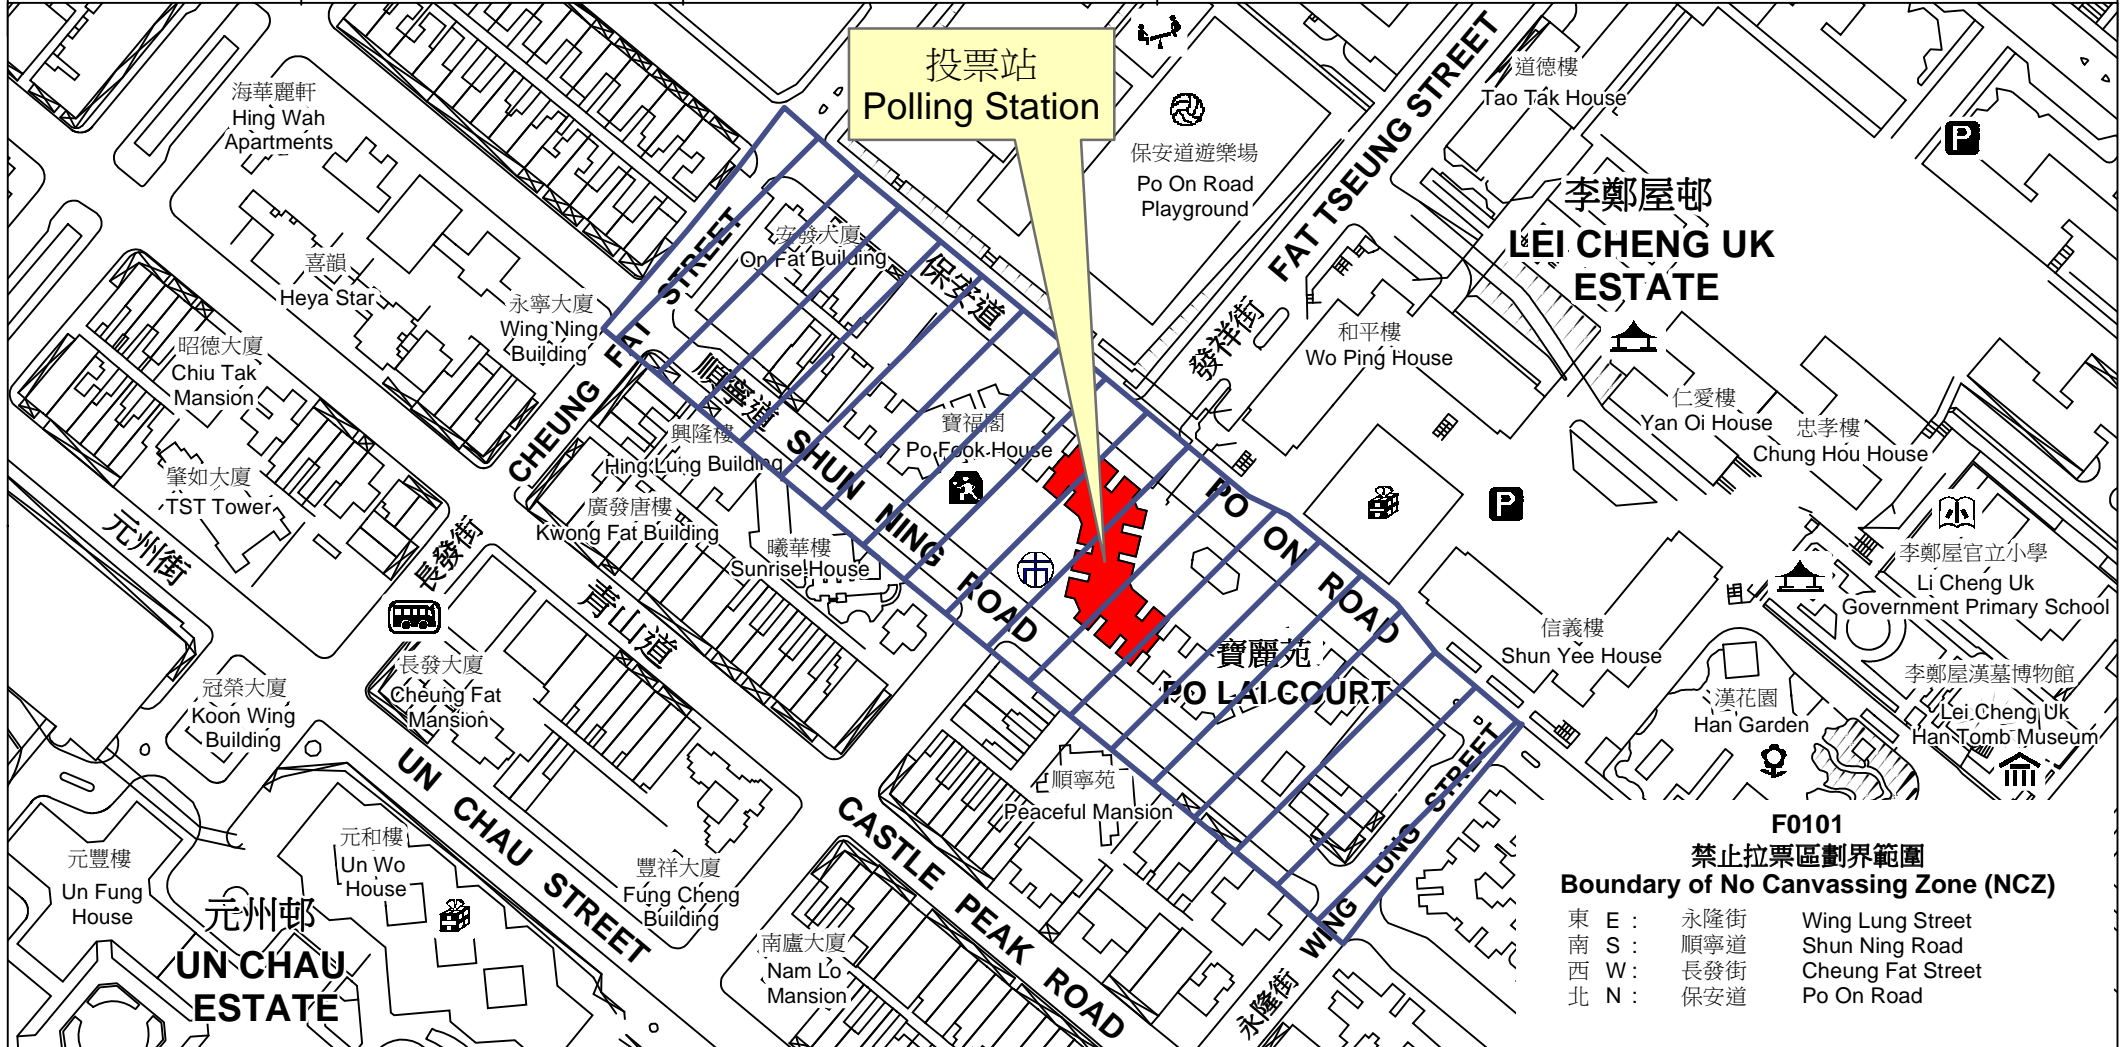 投票站
Polling Station
道德樓
Tao Tak House
海華麗軒
Hing Wah
Apartments
保安道遊樂場
Po On Road
Playground
FAT TSEUNG STREET
發祥街
李鄭屋邨
LEI CHENG UK
ESTATE
安發大廈
On Fat Building
保安道
喜韻
Heya Star
永寧大廈
Wing Ning
Building
CHEUNG FAT STREET
長發街
昭德大廈
Chiu Tak
Mansion
和平樓
Wo Ping House
仁愛樓
Yan Oi House
忠孝樓
Chung Hou House
順寧道
SHUN NING ROAD
興隆樓
Hing Lung Building
寶福閣
Po Fook House
肇如大廈
TST Tower
元州街
廣發唐樓
Kwong Fat Building
曦華樓
Sunrise House
PO ON ROAD
李鄭屋官立小學
Li Cheng Uk
Government Primary School
青山道
寶麗苑
PO LAI COURT
信義樓
Shun Yee House
長發大廈
Cheung Fat
Mansion
冠榮大廈
Koon Wing
Building
漢花園
Han Garden
李鄭屋漢墓博物館
Lei Cheng Uk
Han Tomb Museum
順寧苑
Peaceful Mansion
UN CHAU STREET
CASTLE PEAK ROAD
WING LUNG STREET
永隆街
元豐樓
Un Fung
House
元和樓
Un Wo
House
豐祥大廈
Fung Cheng
Building
元州邨
UN CHAU
ESTATE
南廬大廈
Nam Lo
Mansion
F0101
禁止拉票區劃界範圍
Boundary of No Canvassing Zone (NCZ)
東 E : 永隆街 Wing Lung Street
南 S : 順寧道 Shun Ning Road
西 W : 長發街 Cheung Fat Street
北 N : 保安道 Po On Road
P
P
小